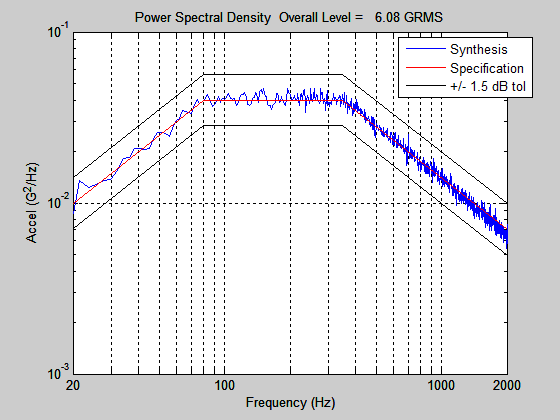 Power Spectral Density Overall Level = 6.08 GRMS
Synthesis
Specification
+/- 1.5 dB tol
Accel (G²/Hz)
10⁻¹
10⁻²
10⁻³
20
100
1000
2000
Frequency (Hz)